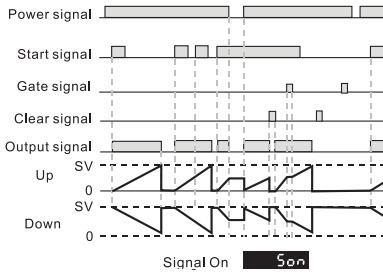 Power signal
Start signal
Gate signal
Clear signal
Output signal
SV
Up
0
SV
Down
0
Signal On Son